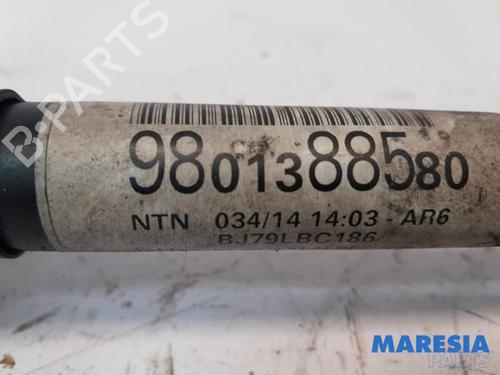 B-PARTS
9801388580
NTN 034/14 14:03 - AR6
BJ79LBC186
MARESIA
PARTS